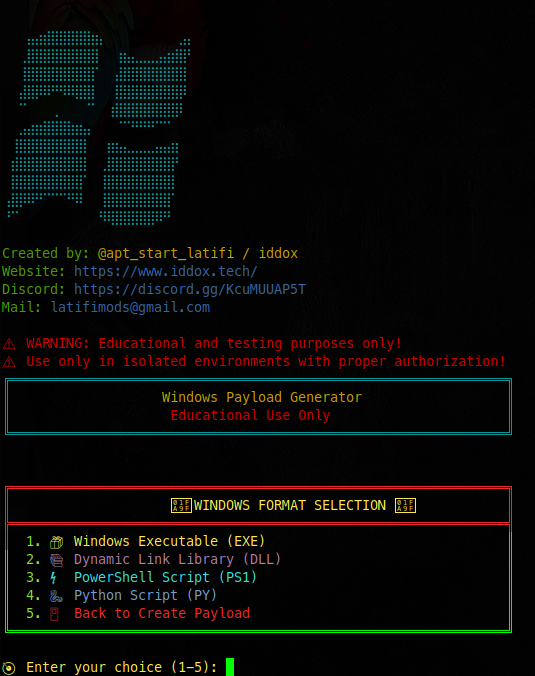 Created by: @apt_start_latifi / iddox
Website: https://www.iddox.tech/
Discord: https://discord.gg/KcuMUUAP5T
Mail: latifimods@gmail.com
⚠ WARNING: Educational and testing purposes only!
⚠ Use only in isolated environments with proper authorization!
Windows Payload Generator
Educational Use Only
WINDOWS FORMAT SELECTION
1. Windows Executable (EXE)
2. Dynamic Link Library (DLL)
3. PowerShell Script (PS1)
4. Python Script (PY)
5. Back to Create Payload
Enter your choice (1-5):